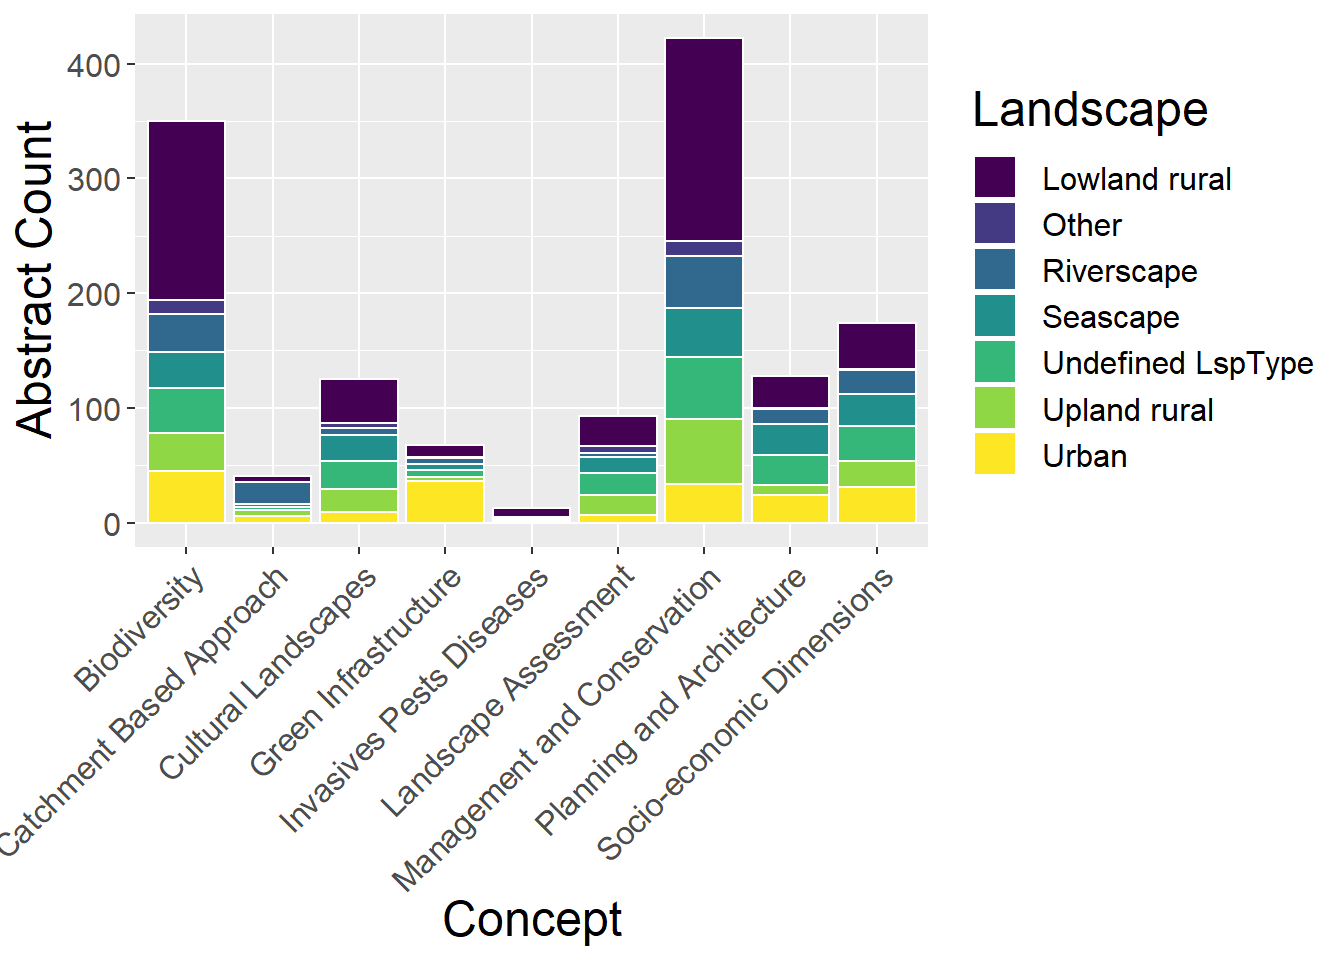 Abstract Count
400
300
200
100
0
Biodiversity
Catchment Based Approach
Cultural Landscapes
Green Infrastructure
Invasives Pests Diseases
Landscape Assessment
Management and Conservation
Planning and Architecture
Socio-economic Dimensions
Concept
Landscape
Lowland rural
Other
Riverscape
Seascape
Undefined LspType
Upland rural
Urban